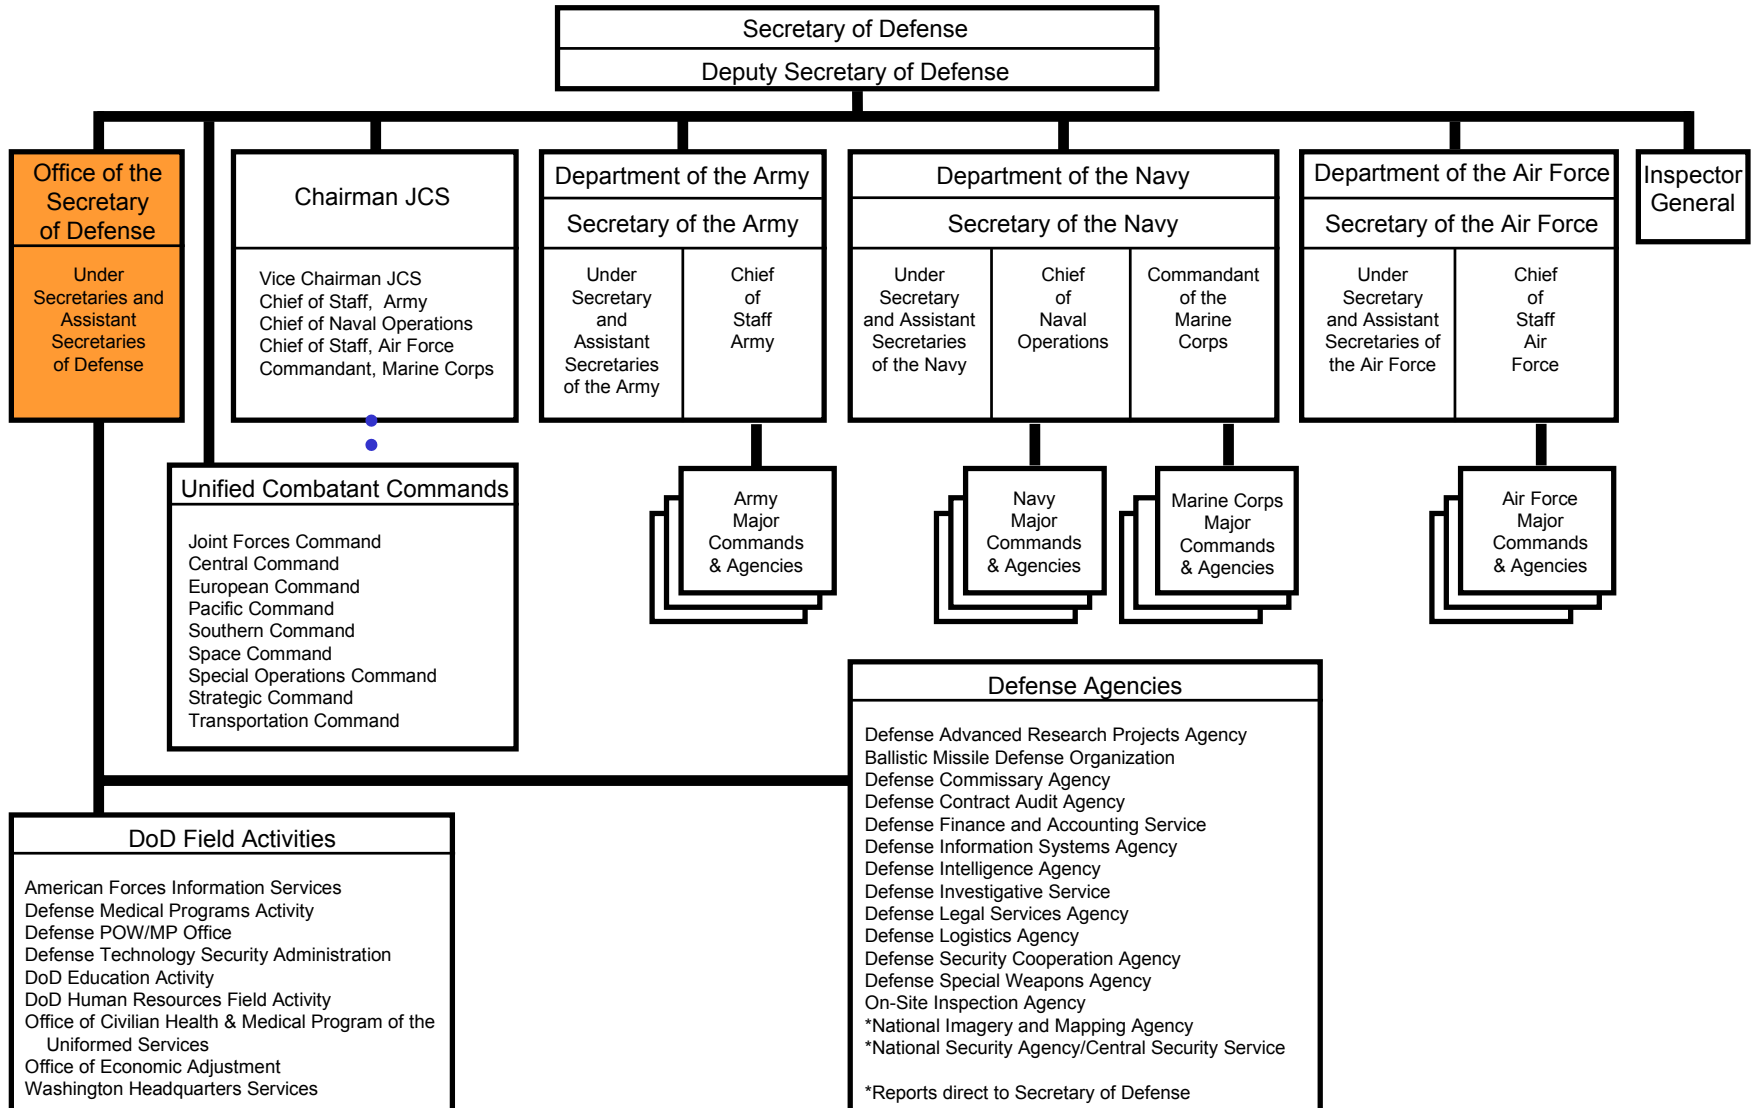 Secretary of Defense
Deputy Secretary of Defense
Office of the
Secretary
of Defense
Under
Secretaries and
Assistant
Secretaries
of Defense
Chairman JCS
Vice Chairman JCS
Chief of Staff, Army
Chief of Naval Operations
Chief of Staff, Air Force
Commandant, Marine Corps
Department of the Army
Secretary of the Army
Under
Secretary
and
Assistant
Secretaries
of the Army
Chief
of
Staff
Army
Department of the Navy
Secretary of the Navy
Under
Secretary
and Assistant
Secretaries
of the Navy
Chief
of
Naval
Operations
Commandant
of the
Marine
Corps
Department of the Air Force
Secretary of the Air Force
Under
Secretary
and Assistant
Secretaries of
the Air Force
Chief
of
Staff
Air
Force
Inspector
General
Unified Combatant Commands
Joint Forces Command
Central Command
European Command
Pacific Command
Southern Command
Space Command
Special Operations Command
Strategic Command
Transportation Command
Army
Major
Commands
& Agencies
Navy
Major
Commands
& Agencies
Marine Corps
Major
Commands
& Agencies
Air Force
Major
Commands
& Agencies
DoD Field Activities
American Forces Information Services
Defense Medical Programs Activity
Defense POW/MP Office
Defense Technology Security Administration
DoD Education Activity
DoD Human Resources Field Activity
Office of Civilian Health & Medical Program of the
Uniformed Services
Office of Economic Adjustment
Washington Headquarters Services
Defense Agencies
Defense Advanced Research Projects Agency
Ballistic Missile Defense Organization
Defense Commissary Agency
Defense Contract Audit Agency
Defense Finance and Accounting Service
Defense Information Systems Agency
Defense Intelligence Agency
Defense Investigative Service
Defense Legal Services Agency
Defense Logistics Agency
Defense Security Cooperation Agency
Defense Special Weapons Agency
On-Site Inspection Agency
*National Imagery and Mapping Agency
*National Security Agency/Central Security Service
*Reports direct to Secretary of Defense